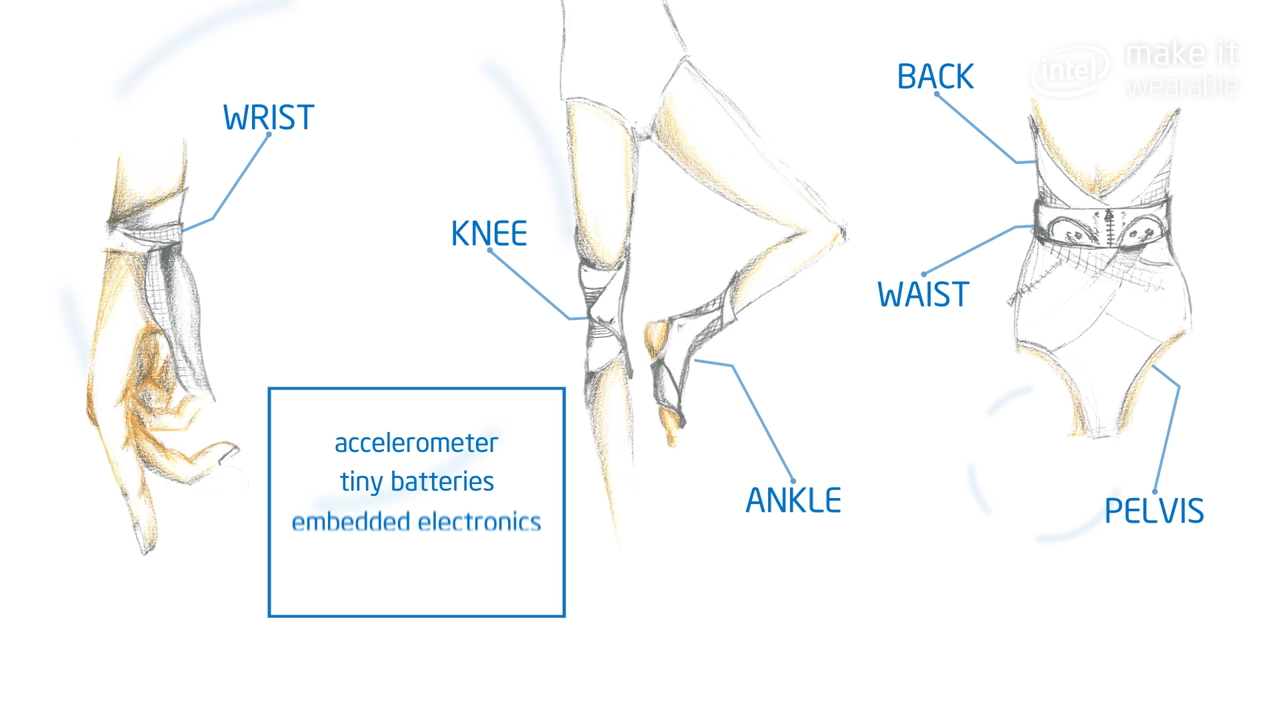 WRIST
KNEE
BACK
WAIST
ANKLE
PELVIS
accelerometer
tiny batteries
embedded electronics
intel
make it
wearable